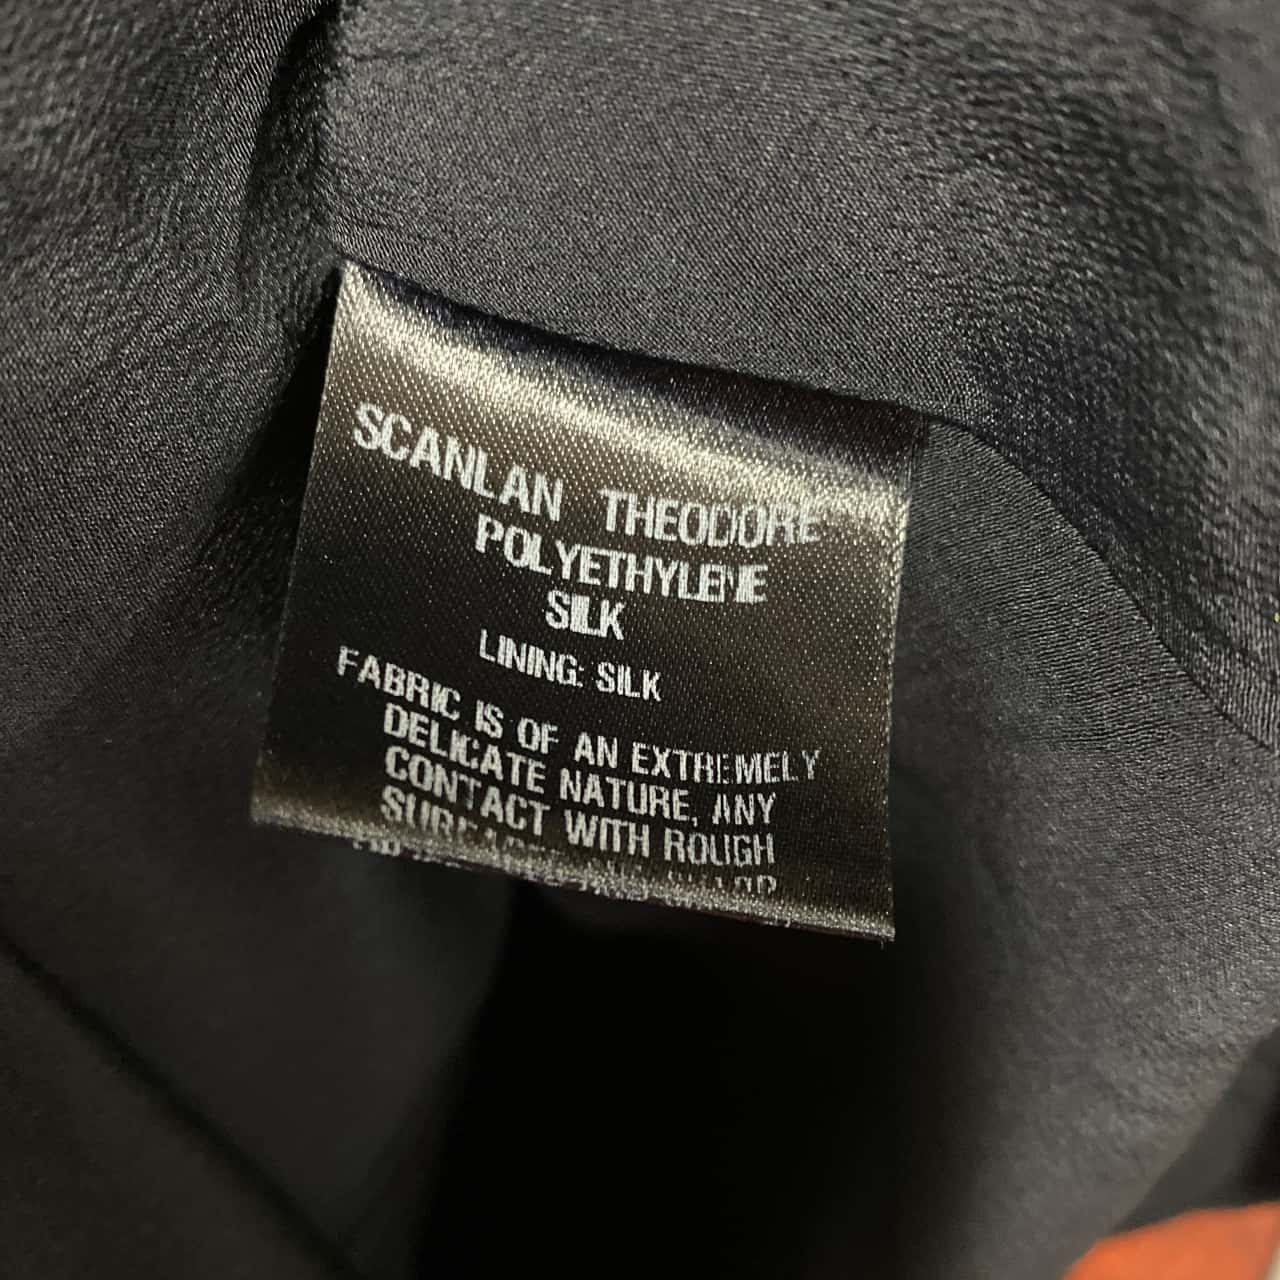 SCANLAN THEODORE
POLYETHYLENE
SILK
LINING: SILK
FABRIC IS OF AN EXTREMELY
DELICATE NATURE, ANY
CONTACT WITH ROUGH